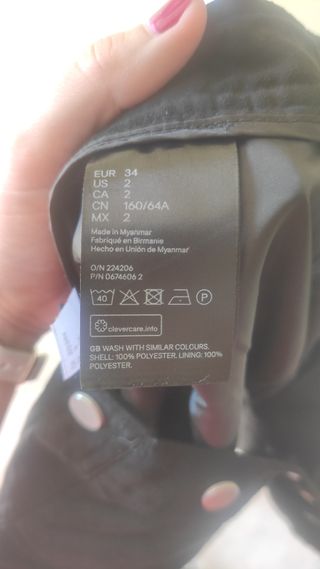 EUR 34
US 2
CA 2
CN 160/64A
MX 2
Made in Myanmar
Fabriqué en Birmanie
Hecho en Unión de Myanmar
O/N 224206
P/N 0674606 2
40 P
clevercare.info
GB WASH WITH SIMILAR COLOURS.
SHELL: 100% POLYESTER. LINING: 100%
POLYESTER.